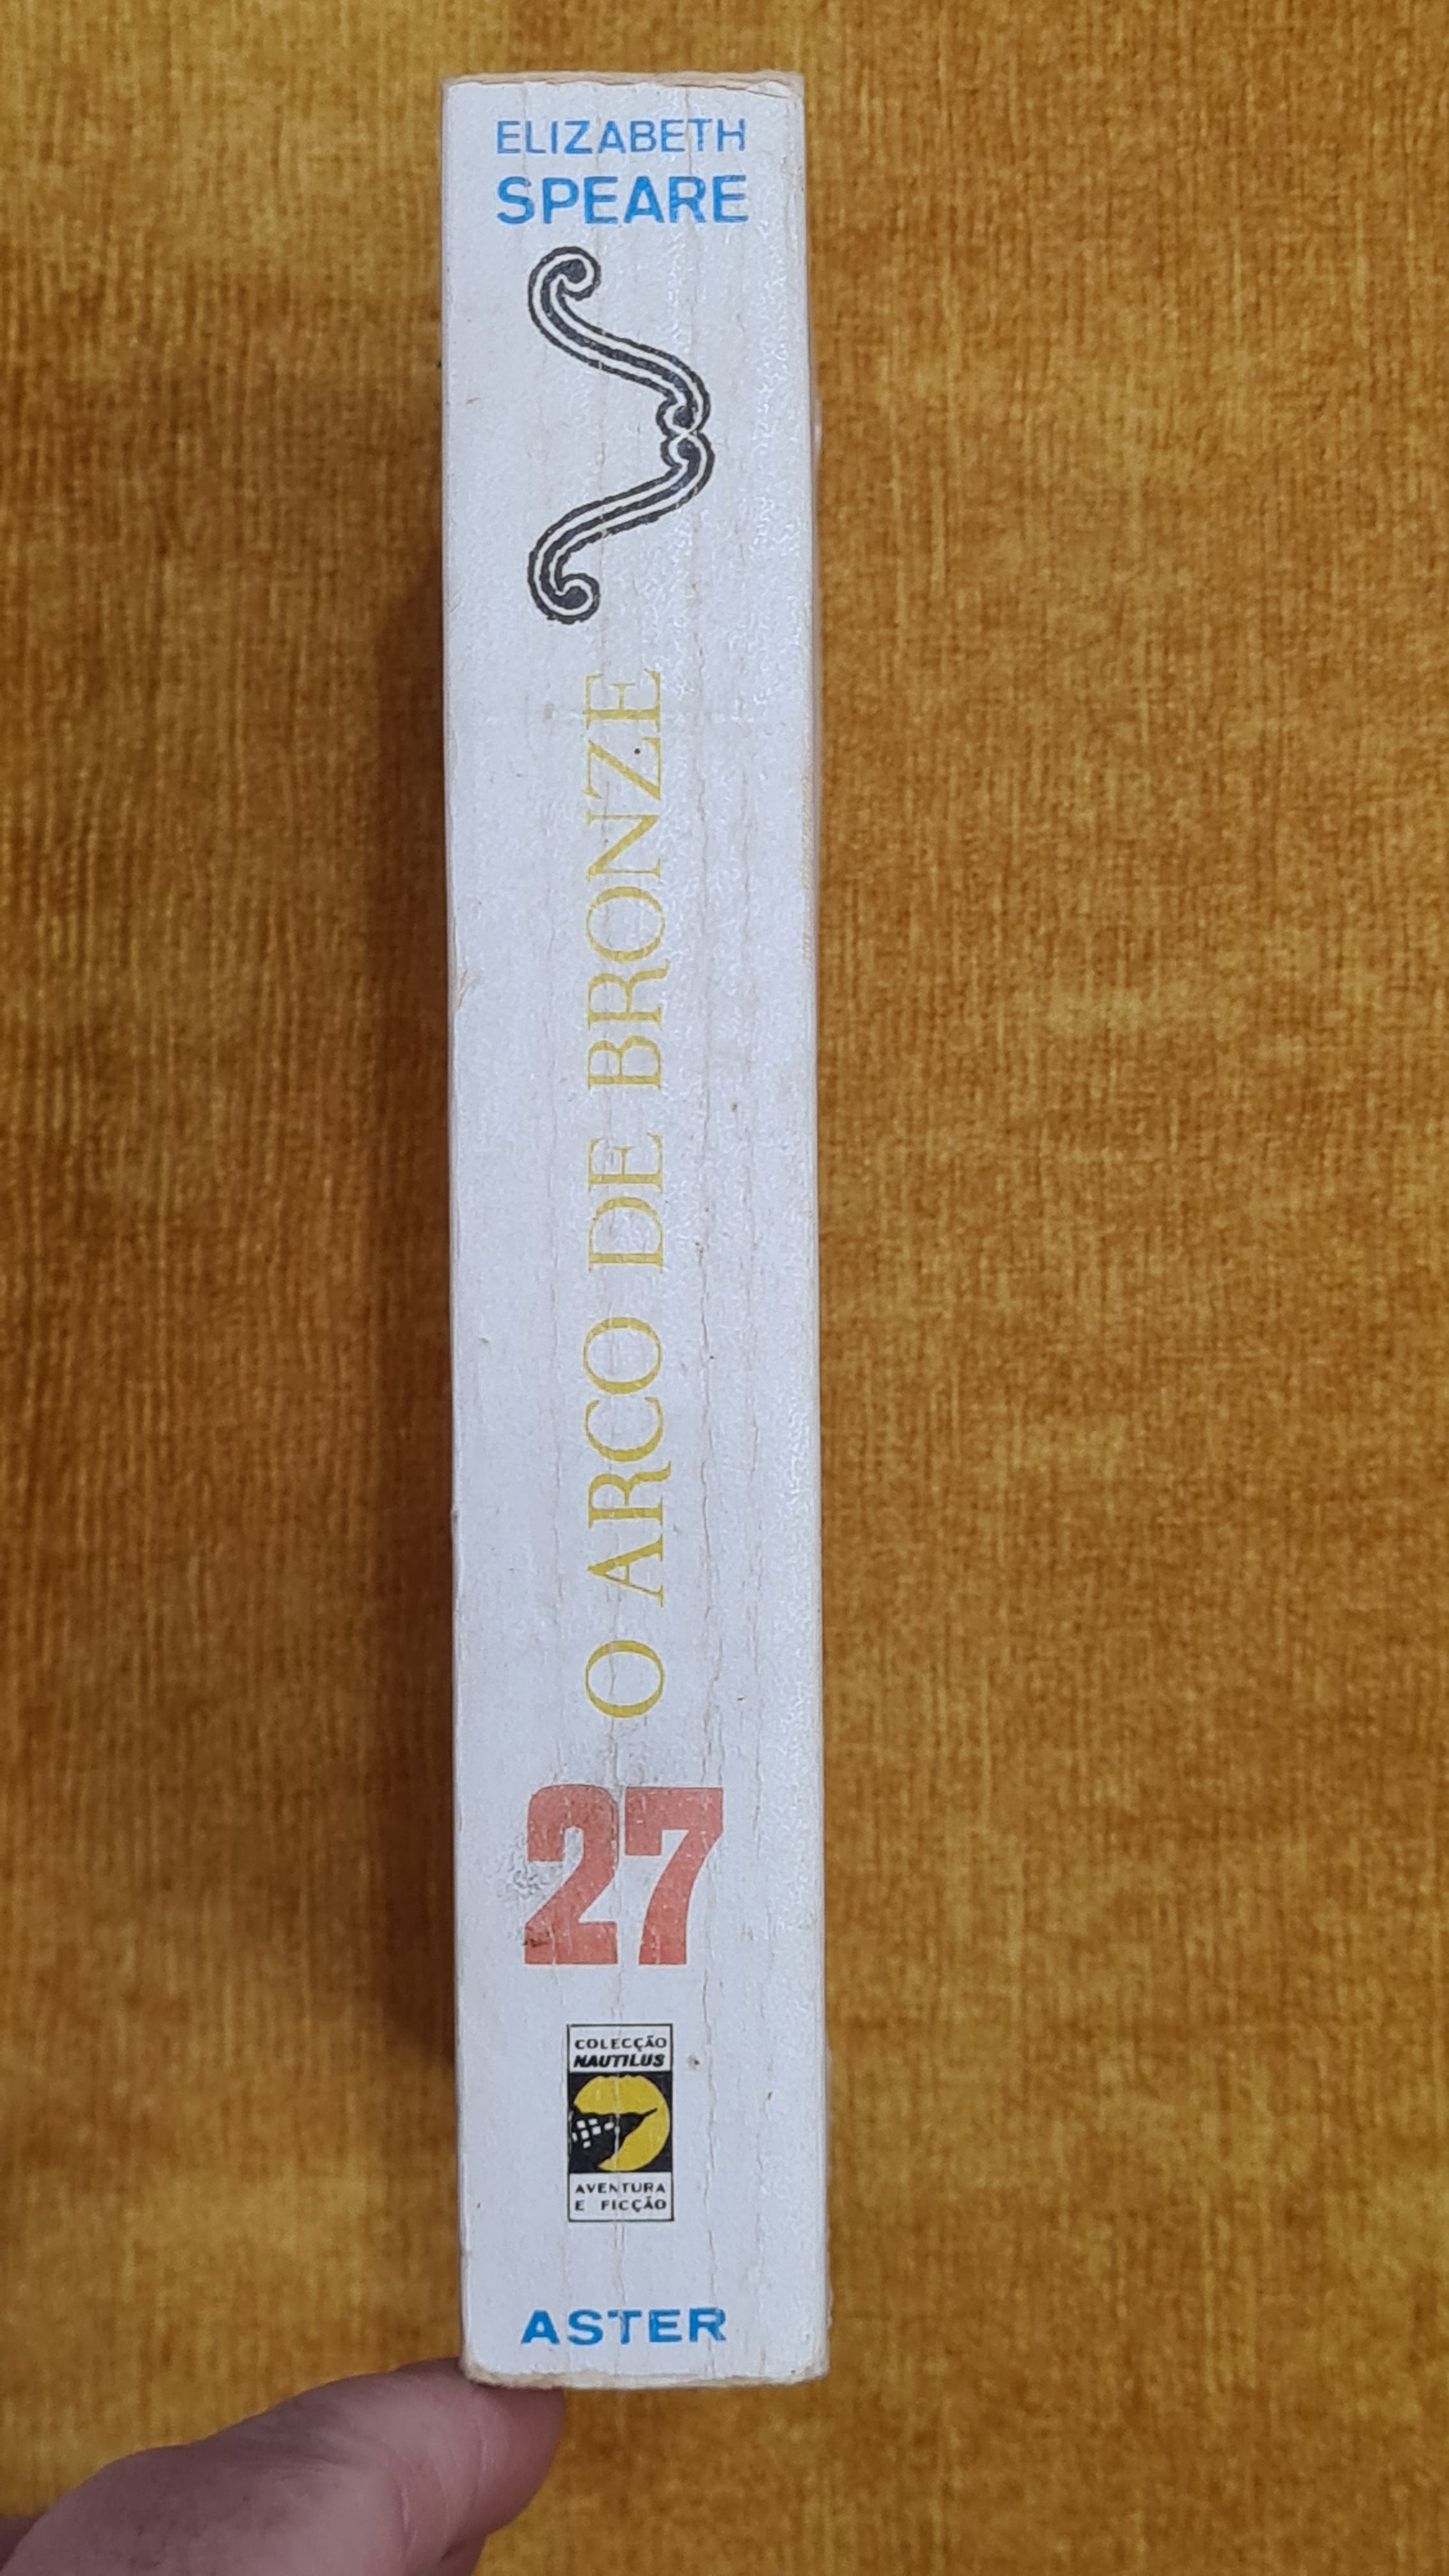 ELIZABETH
SPEARE
O ARCO DE BRONZE
27
COLECÇÃO
NAUTILUS
AVENTURA
E FICÇÃO
ASTER